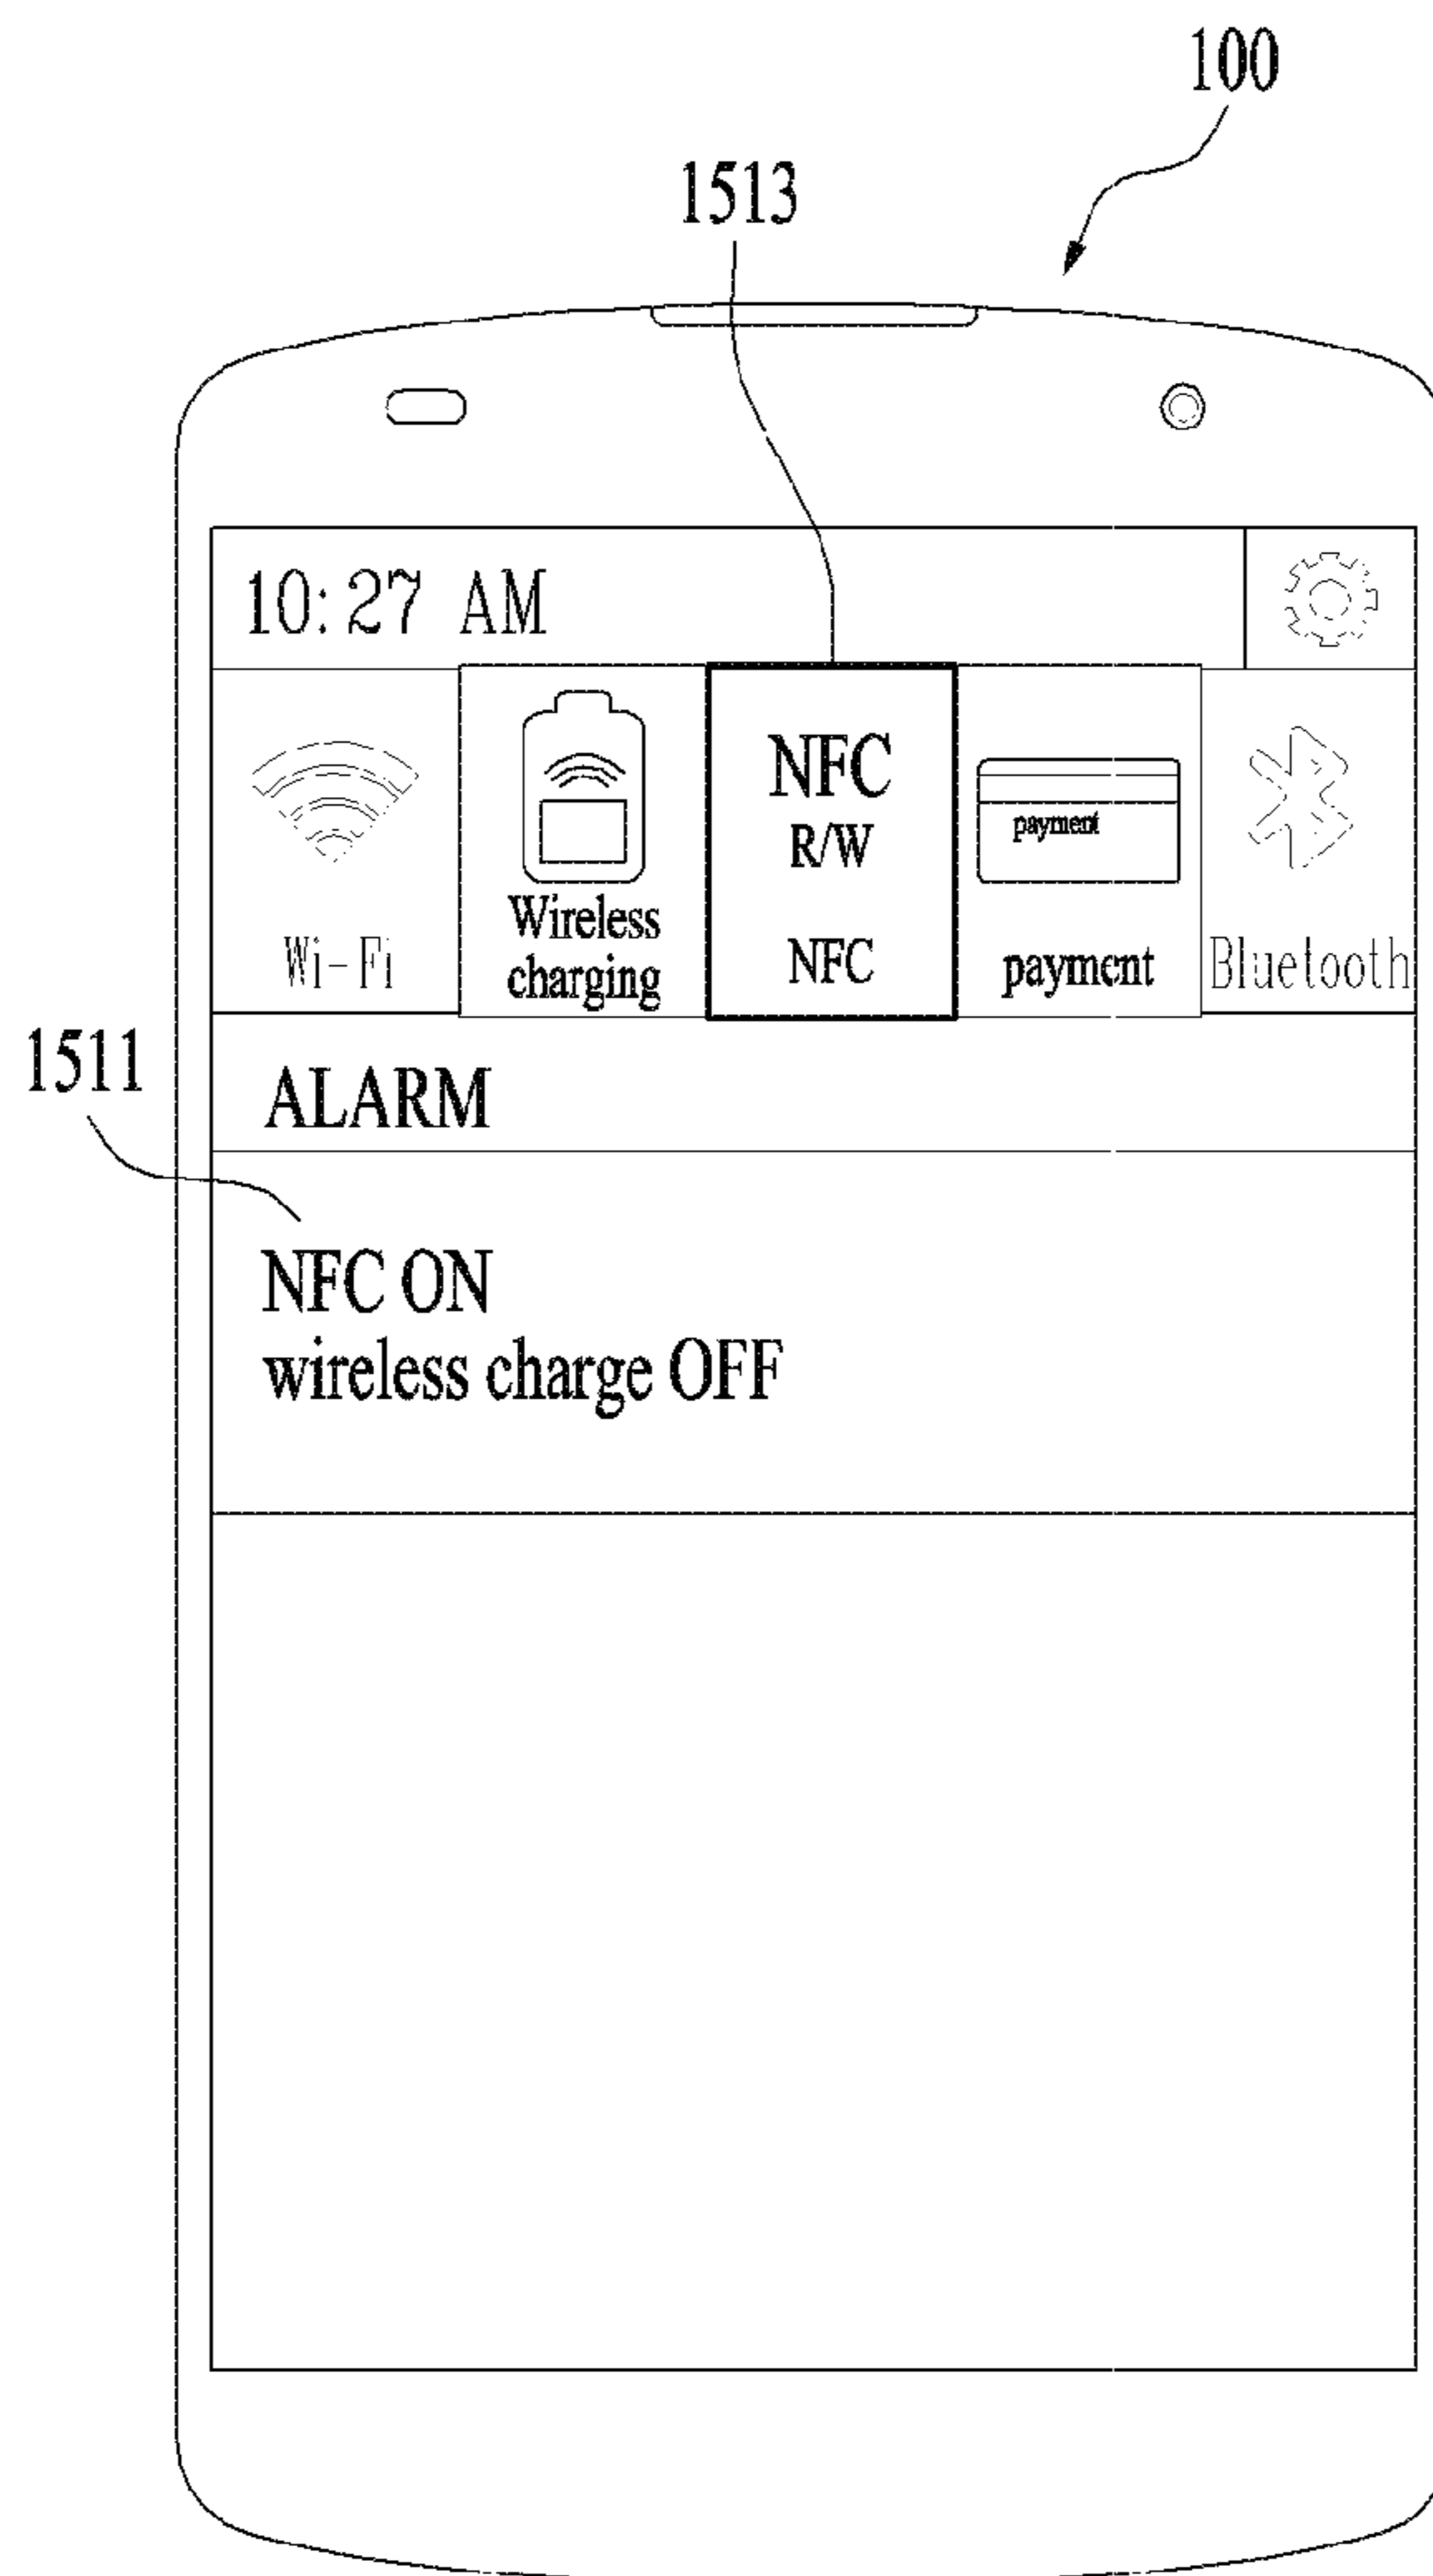 100
1513
10:27 AM
NFC
R/W
payment
Wireless
charging
Wi-Fi
NFC
payment
Bluetooth
1511
ALARM
NFC ON
wireless charge OFF